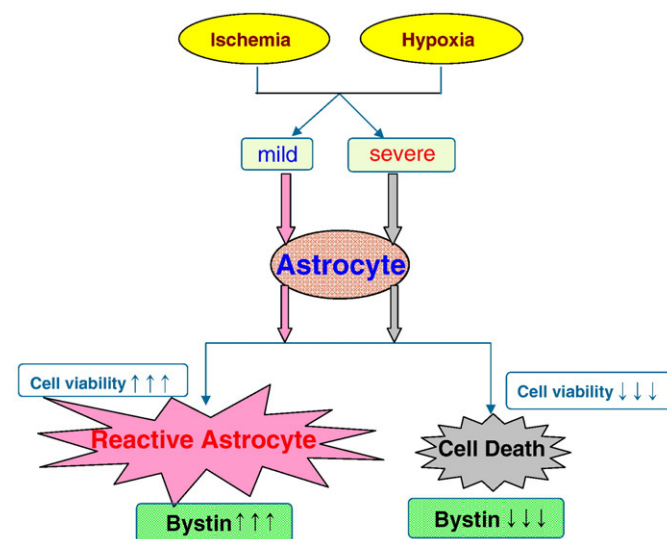 Ischemia
Hypoxia
mild
severe
Astrocyte
Cell viability ↑↑↑
Cell viability ↓↓↓
Reactive Astrocyte
Cell Death
Bystin ↑↑↑
Bystin ↓↓↓